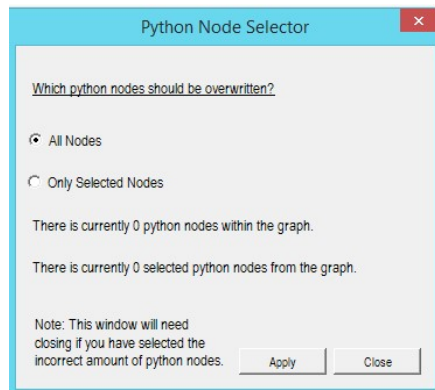 Python Node Selector
Which python nodes should be overwritten?
All Nodes
Only Selected Nodes
There is currently 0 python nodes within the graph.
There is currently 0 selected python nodes from the graph.
Note: This window will need
closing if you have selected the
incorrect amount of python nodes.
Apply
Close